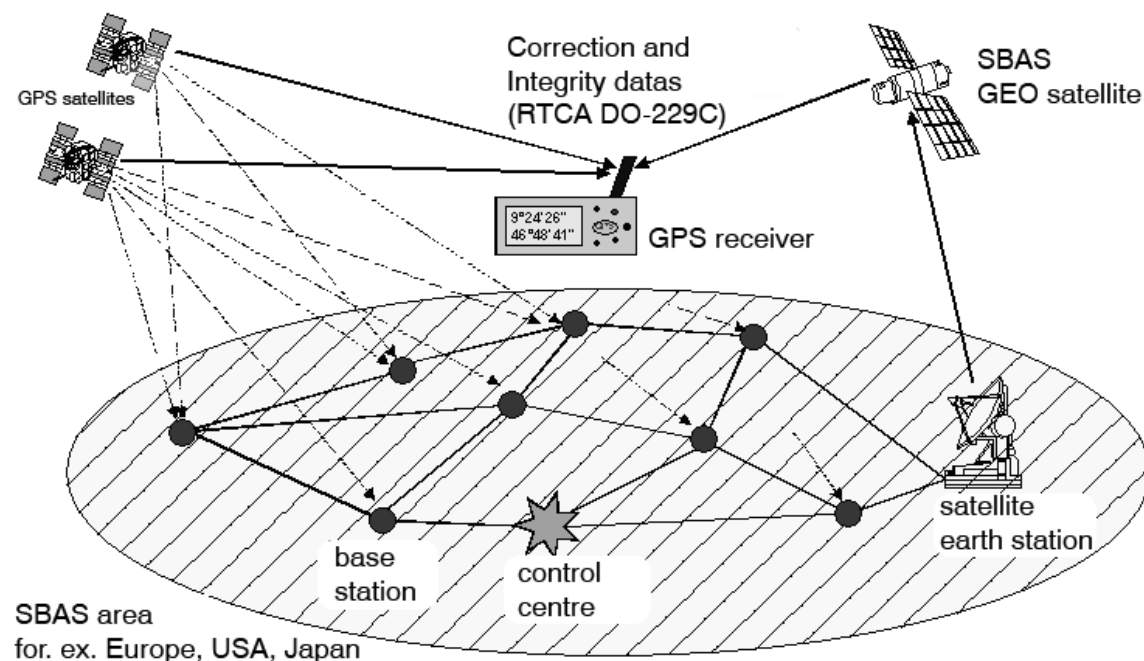 Correction and
Integrity datas
(RTCA DO-229C)
SBAS
GEO satellite
GPS satellites
9°24'26"
46°48'41"
GPS receiver
satellite
earth station
base
station
control
centre
SBAS area
for. ex. Europe, USA, Japan